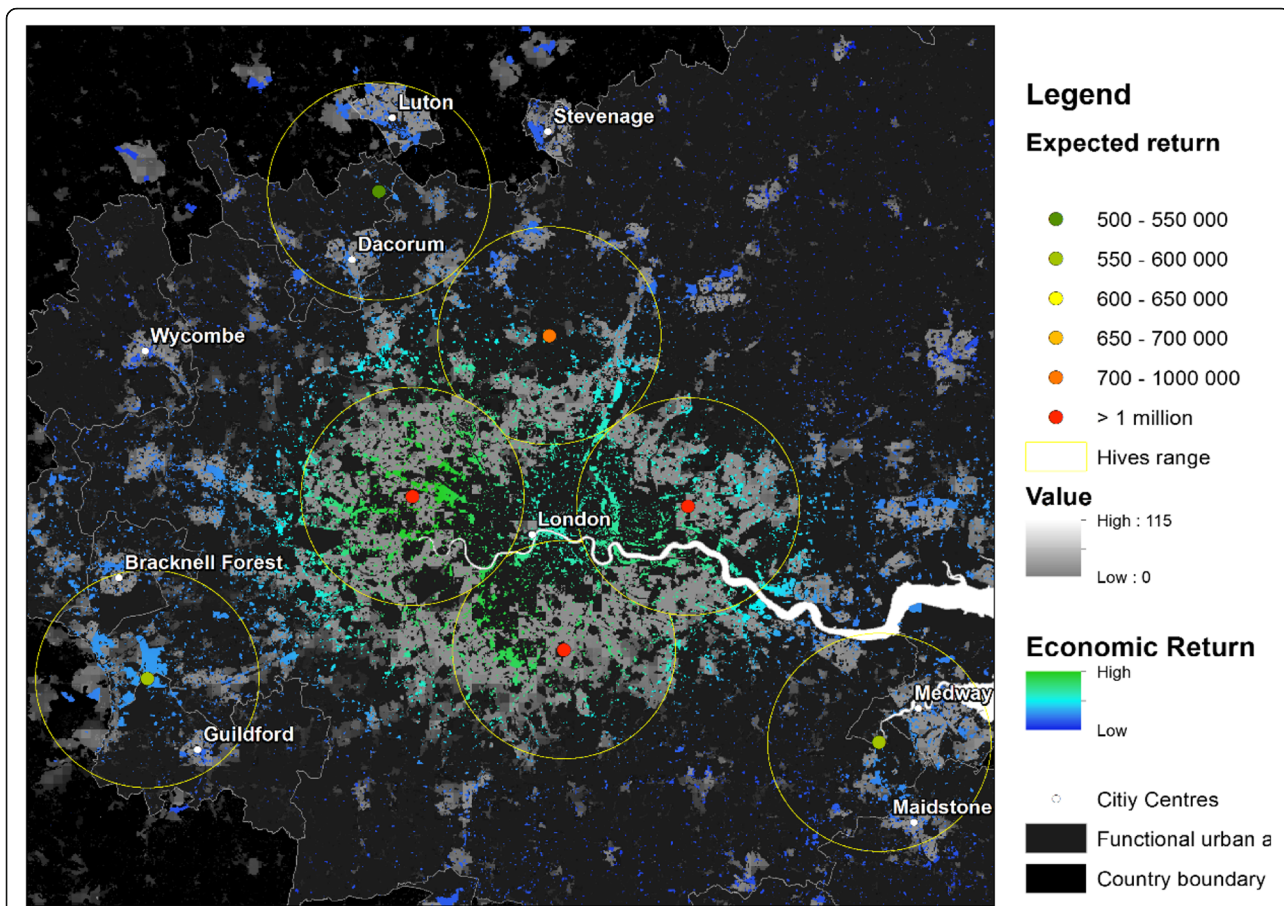 Luton
Stevenage
Dacorum
Wycombe
London
Bracknell Forest
Medway
Guildford
Maidstone
Legend
Expected return
500 - 550 000
550 - 600 000
600 - 650 000
650 - 700 000
700 - 1000 000
> 1 million
Hives range
Value
High : 115
Low : 0
Economic Return
High
Low
Citiy Centres
Functional urban a
Country boundary